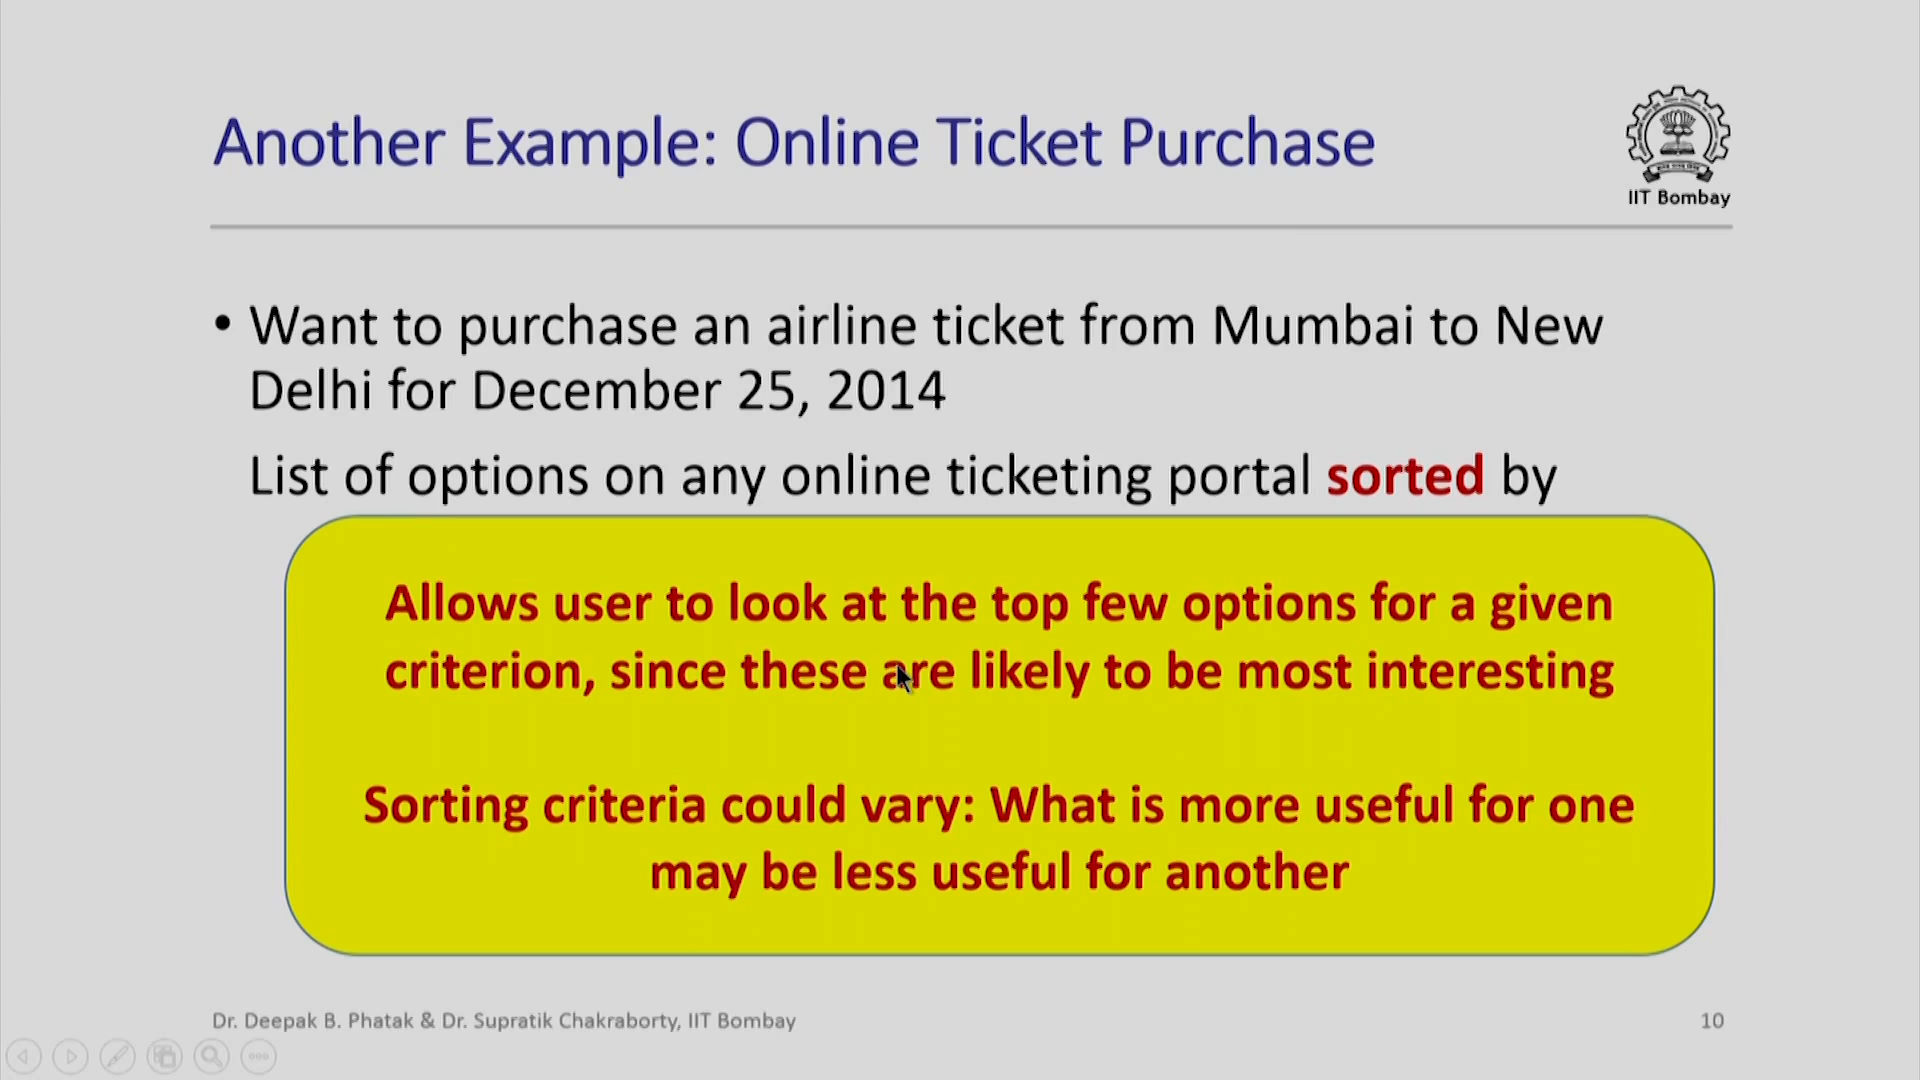 Another Example: Online Ticket Purchase
IIT Bombay
• Want to purchase an airline ticket from Mumbai to New
Delhi for December 25, 2014
List of options on any online ticketing portal sorted by
Allows user to look at the top few options for a given
criterion, since these are likely to be most interesting
Sorting criteria could vary: What is more useful for one
may be less useful for another
Dr. Deepak B. Phatak & Dr. Supratik Chakraborty, IIT Bombay
10